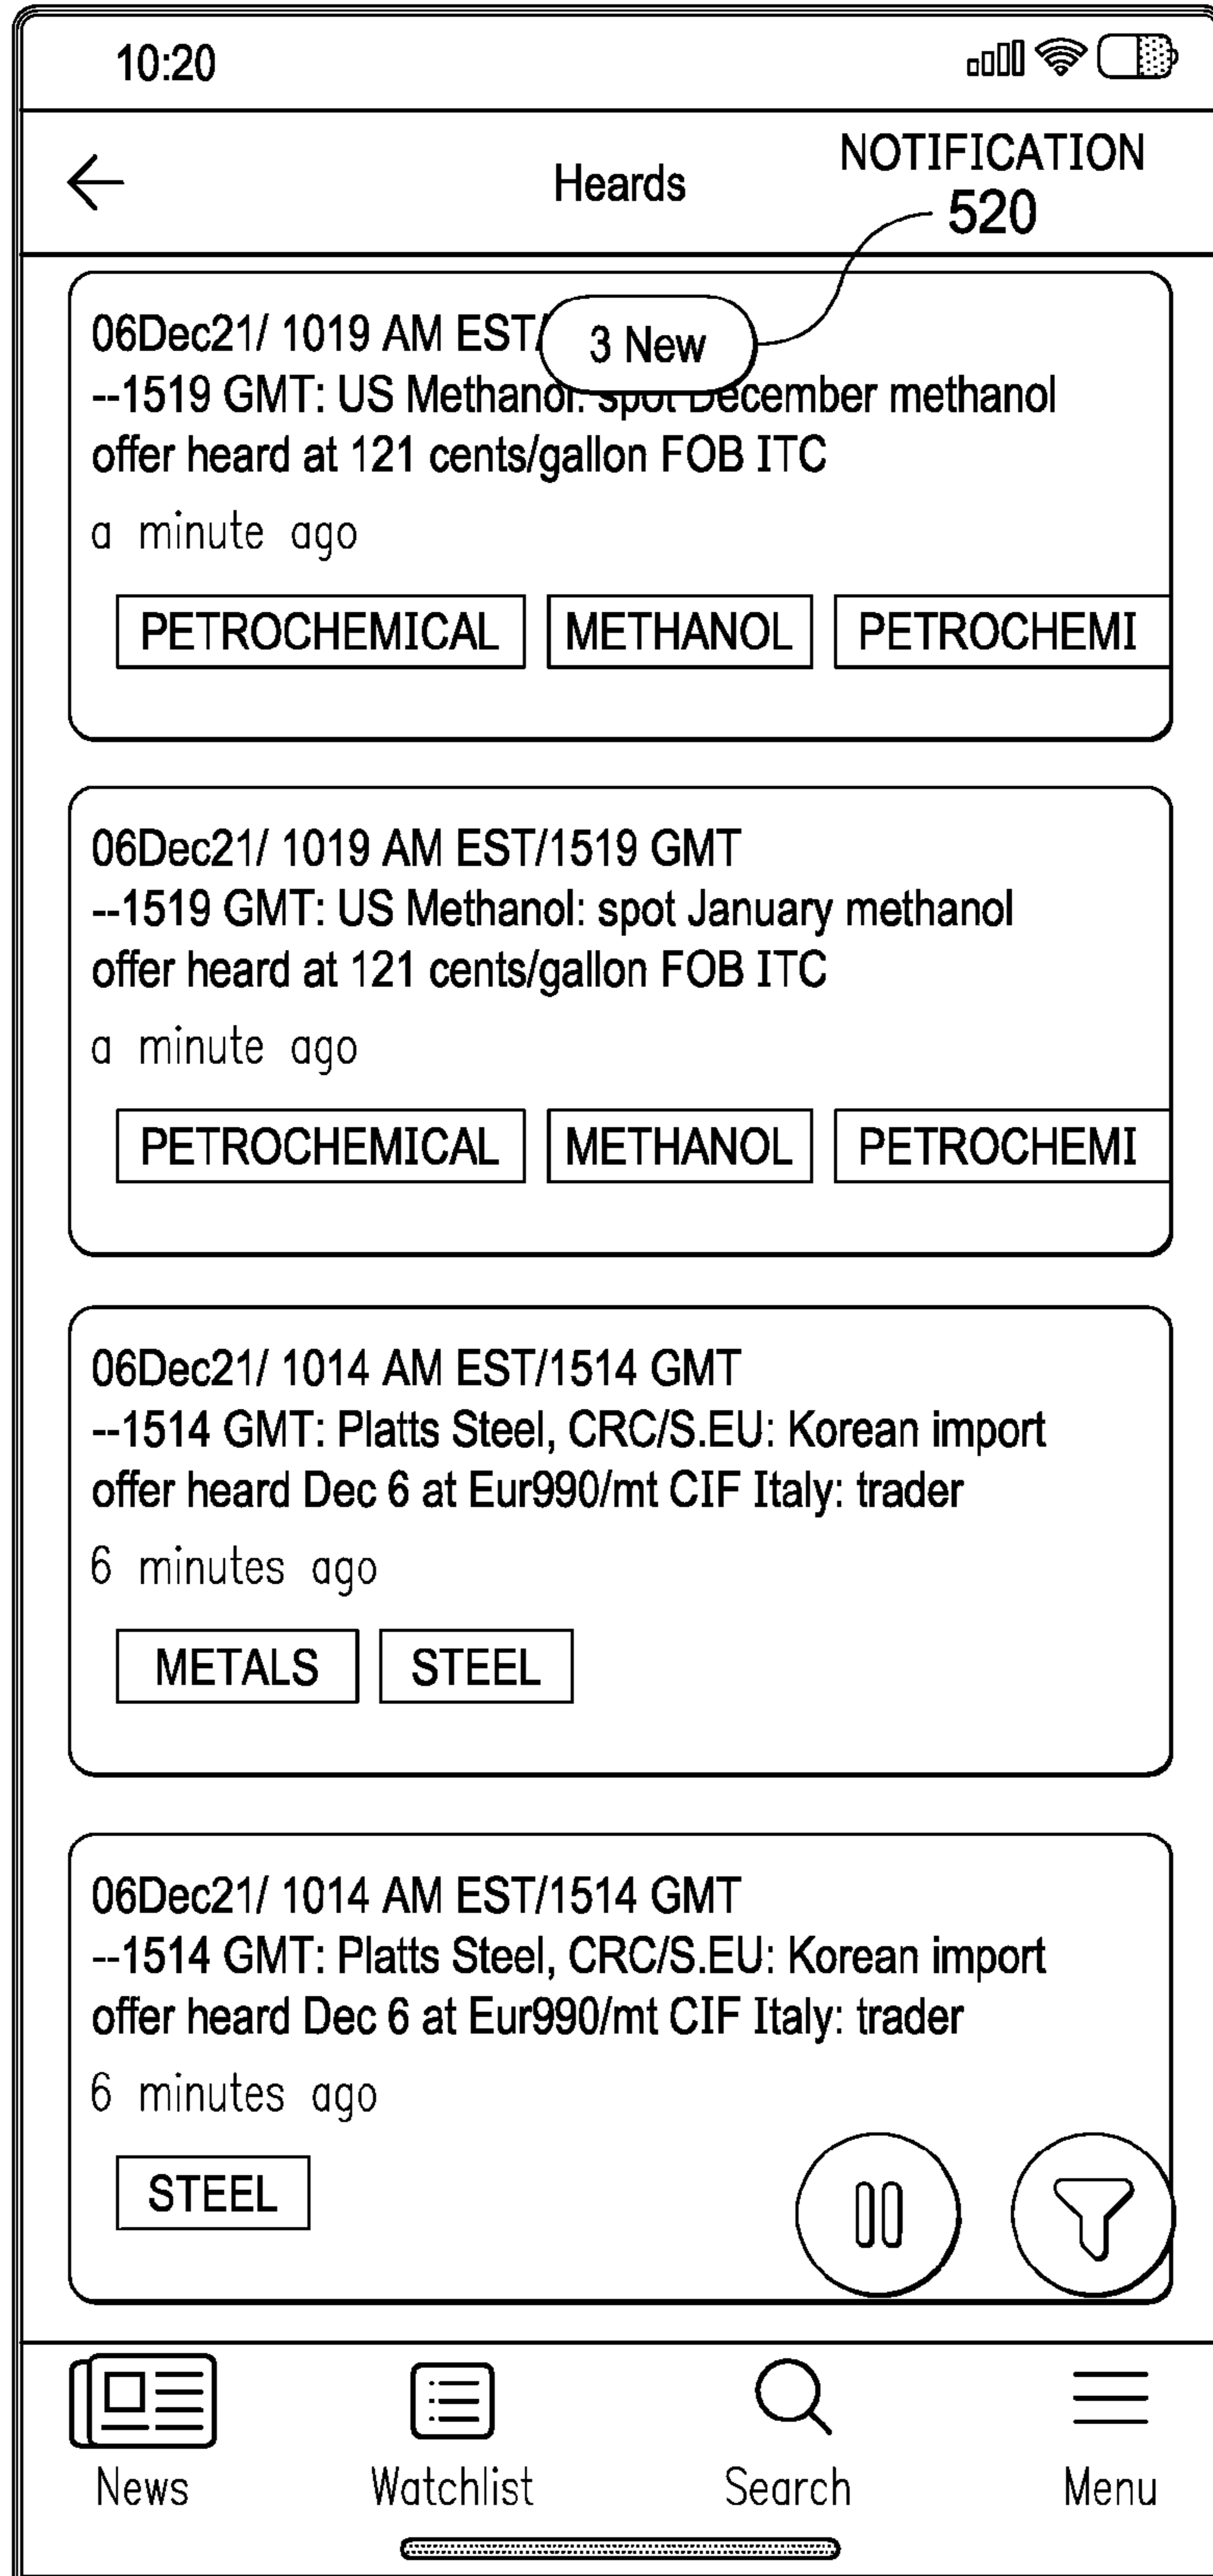 10:20
Heards
NOTIFICATION
520
3 New
06Dec21/ 1019 AM EST/
--1519 GMT: US Methanol: spot December methanol
offer heard at 121 cents/gallon FOB ITC
a minute ago
PETROCHEMICAL METHANOL PETROCHEMI
06Dec21/ 1019 AM EST/1519 GMT
--1519 GMT: US Methanol: spot January methanol
offer heard at 121 cents/gallon FOB ITC
a minute ago
PETROCHEMICAL METHANOL PETROCHEMI
06Dec21/ 1014 AM EST/1514 GMT
--1514 GMT: Platts Steel, CRC/S.EU: Korean import
offer heard Dec 6 at Eur990/mt CIF Italy: trader
6 minutes ago
METALS STEEL
06Dec21/ 1014 AM EST/1514 GMT
--1514 GMT: Platts Steel, CRC/S.EU: Korean import
offer heard Dec 6 at Eur990/mt CIF Italy: trader
6 minutes ago
STEEL
News Watchlist Search Menu